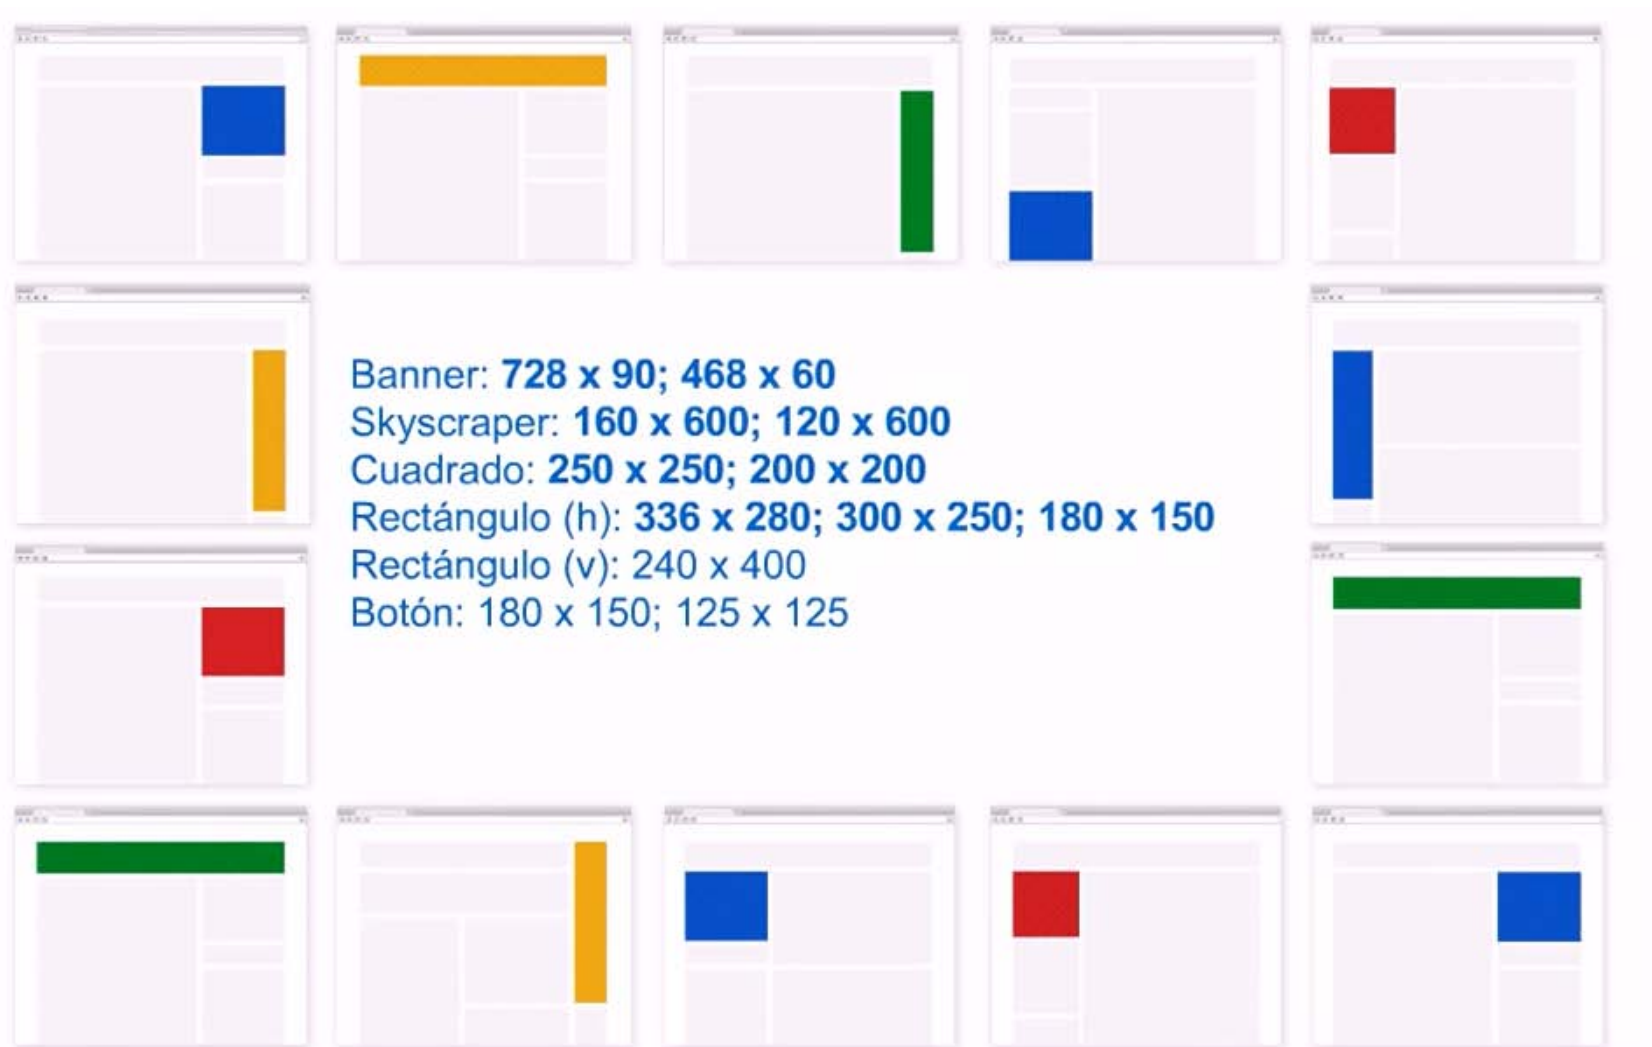 Banner: 728 x 90; 468 x 60
Skyscraper: 160 x 600; 120 x 600
Cuadrado: 250 x 250; 200 x 200
Rectángulo (h): 336 x 280; 300 x 250; 180 x 150
Rectángulo (v): 240 x 400
Botón: 180 x 150; 125 x 125